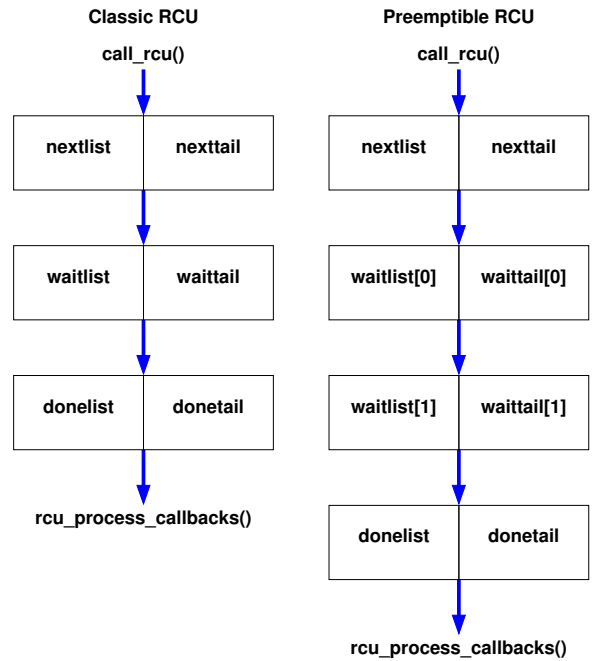 Classic RCU
call_rcu()
nextlist nexttail
waitlist waittail
donelist donetail
rcu_process_callbacks()
Preemptible RCU
call_rcu()
nextlist nexttail
waitlist[0] waittail[0]
waitlist[1] waittail[1]
donelist donetail
rcu_process_callbacks()